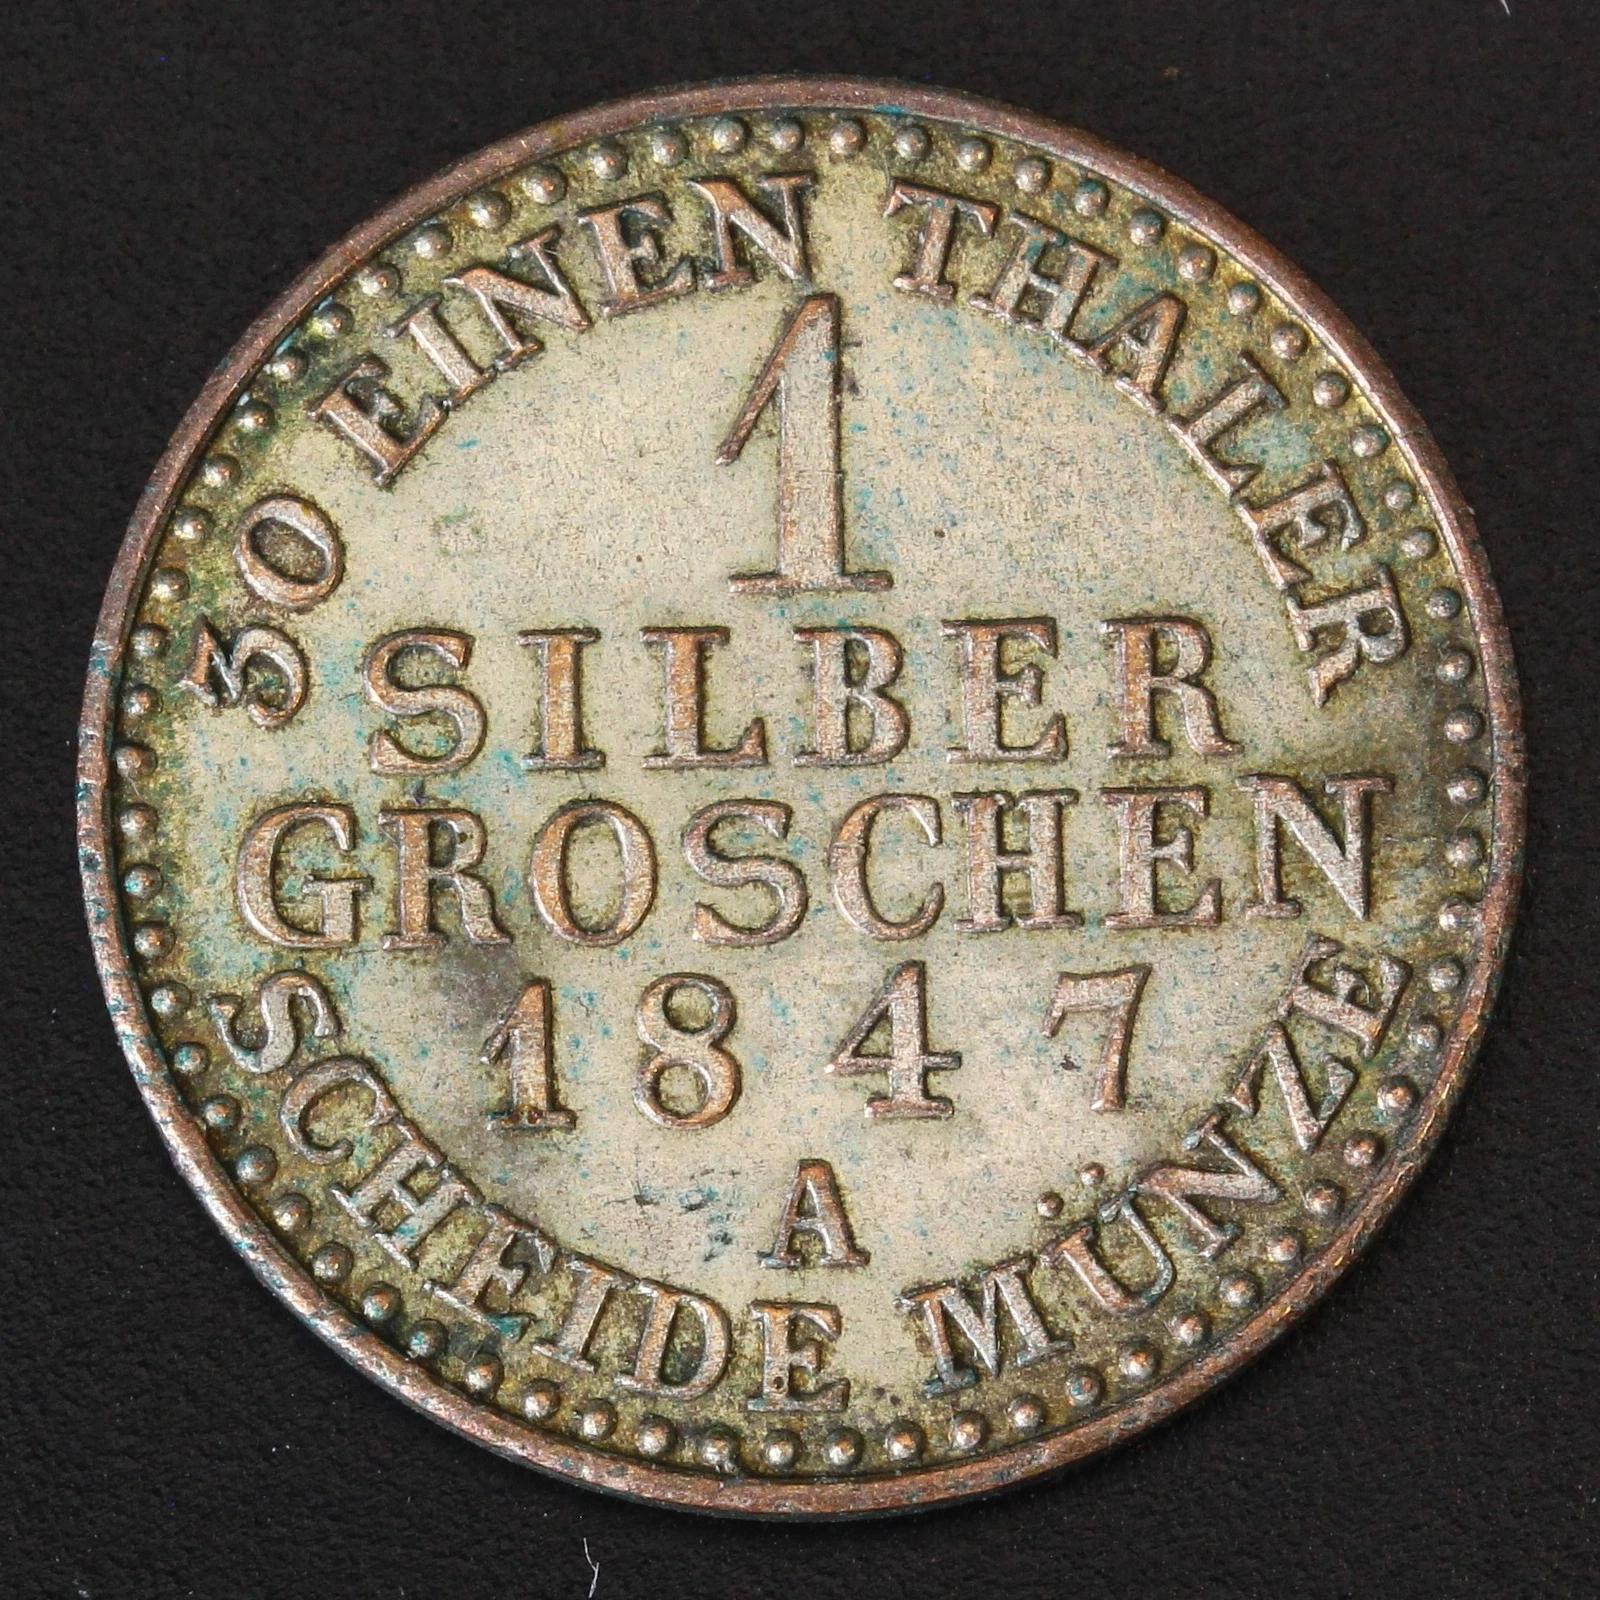 30 EINEN THALER
1
SILBER
GROSCHEN
1847
A
SCHEIDE MÜNZE